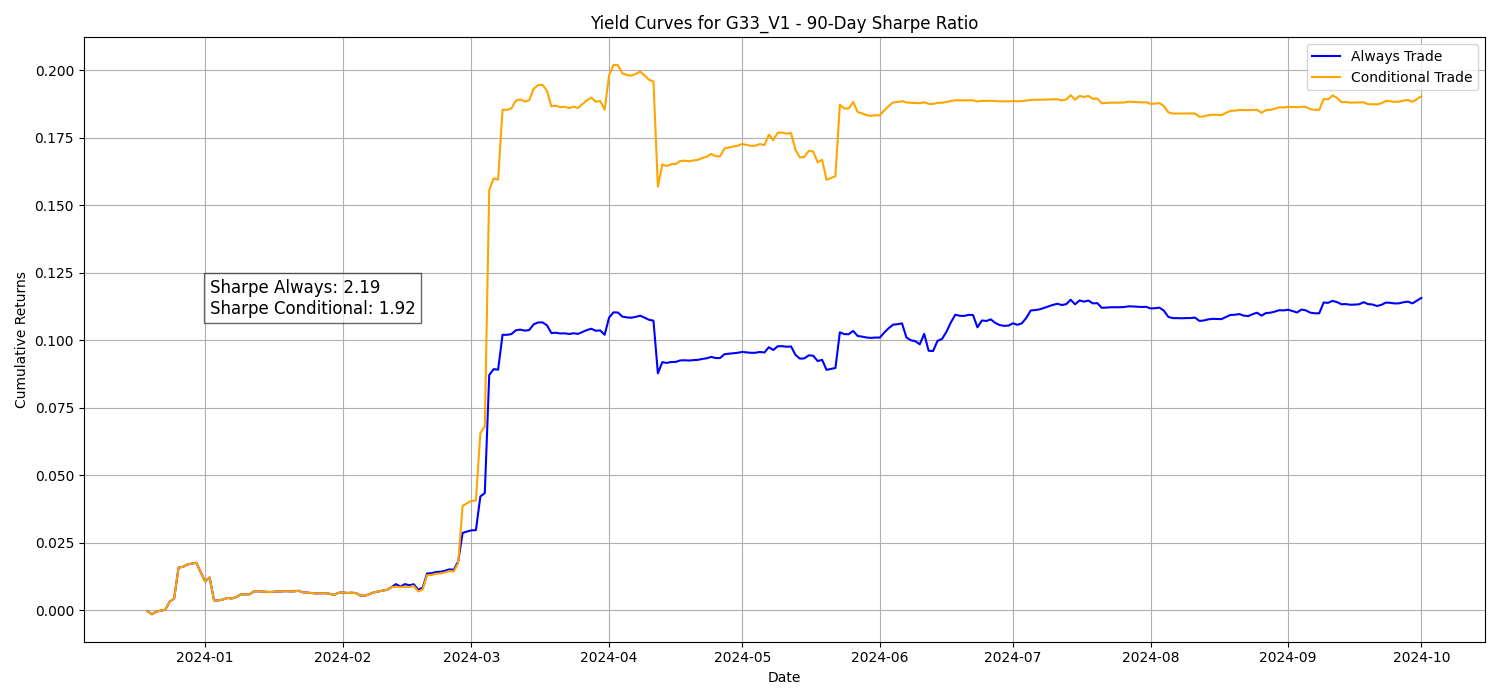 Yield Curves for G33_V1 - 90-Day Sharpe Ratio
Always Trade
Conditional Trade
Sharpe Always: 2.19
Sharpe Conditional: 1.92
Cumulative Returns
0.200
0.175
0.150
0.125
0.100
0.075
0.050
0.025
0.000
2024-01
2024-02
2024-03
2024-04
2024-05
2024-06
2024-07
2024-08
2024-09
2024-10
Date